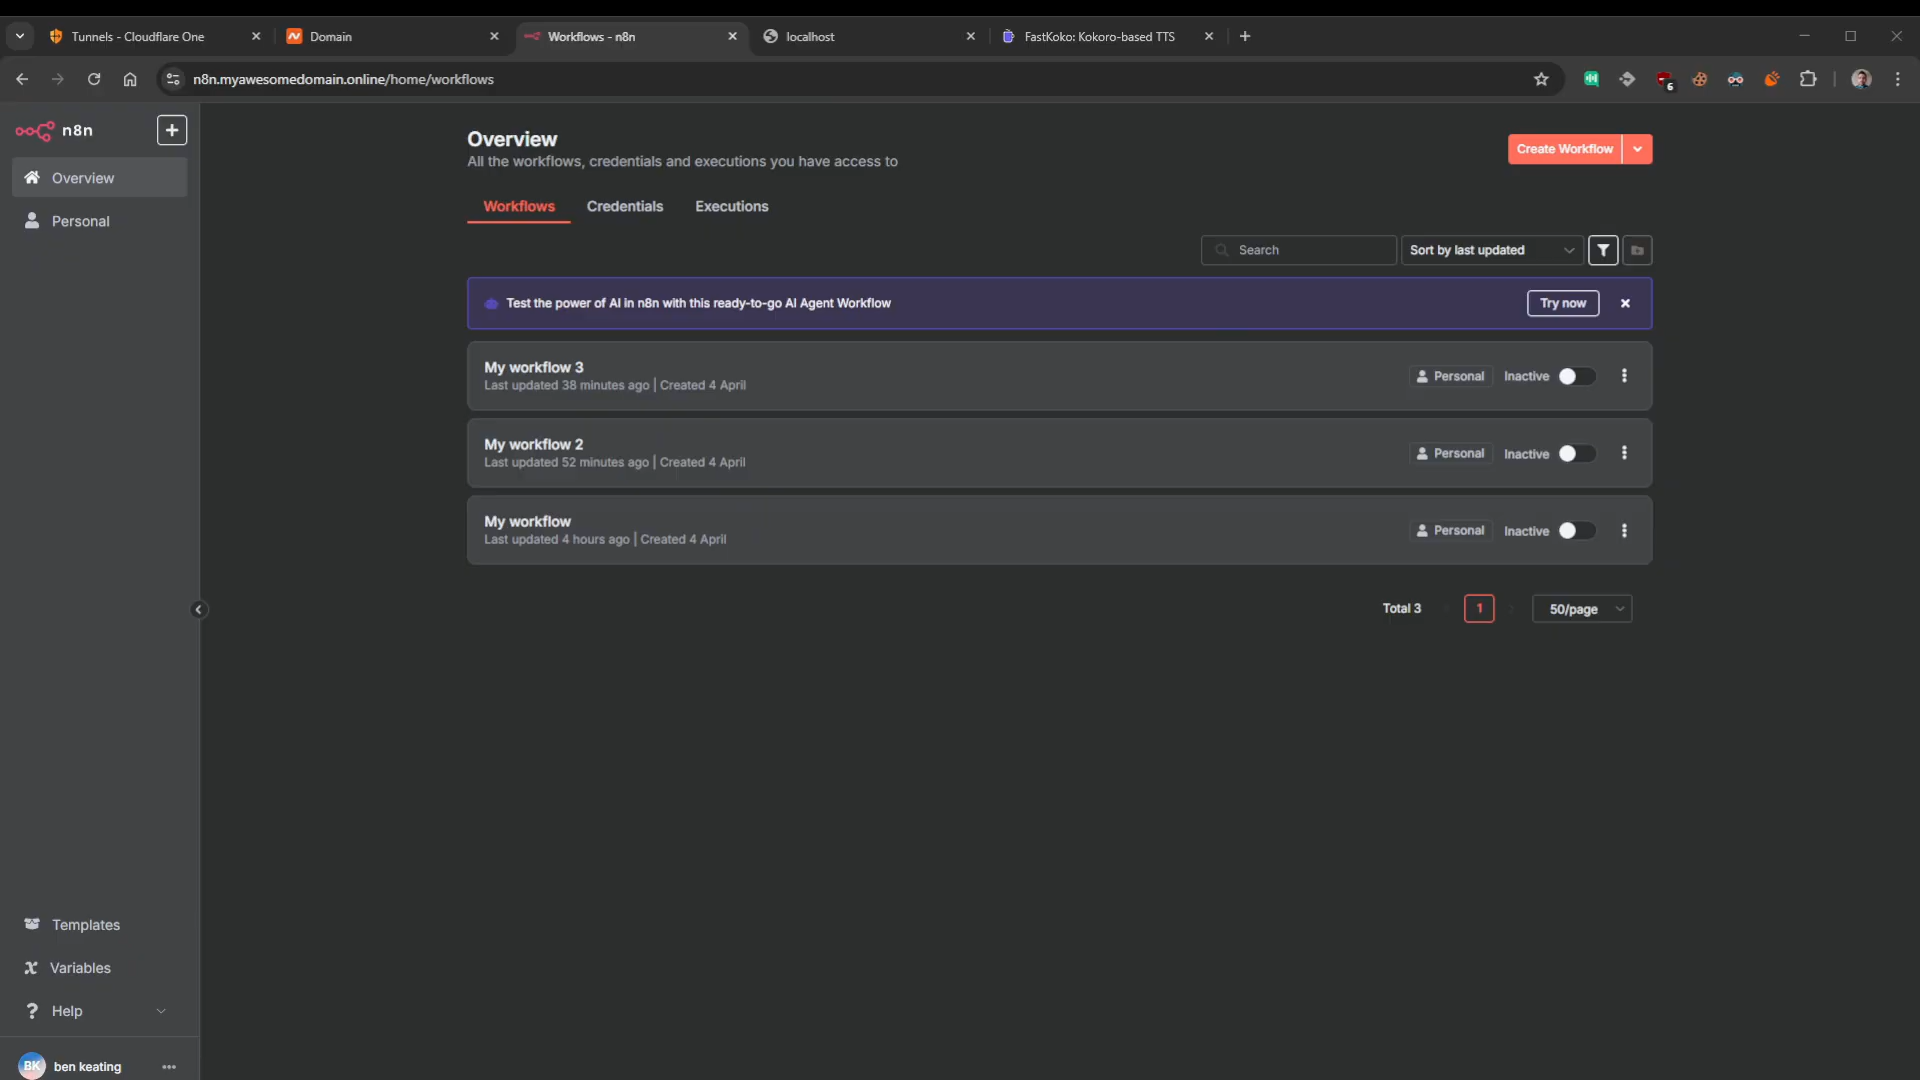 Tunnels - Cloudflare One
Domain
Workflows - n8n
localhost
FastKoko: Kokoro-based TTS
n8n.myawesomedomain.online/home/workflows
6
n8n
Overview
Personal
Overview
All the workflows, credentials and executions you have access to
Create Workflow
Workflows
Credentials
Executions
Search
Sort by last updated
Test the power of AI in n8n with this ready-to-go AI Agent Workflow
Try now
My workflow 3
Last updated 38 minutes ago | Created 4 April
Personal
Inactive
My workflow 2
Last updated 52 minutes ago | Created 4 April
Personal
Inactive
My workflow
Last updated 4 hours ago | Created 4 April
Personal
Inactive
Total 3
1
50/page
Templates
Variables
Help
BK
ben keating